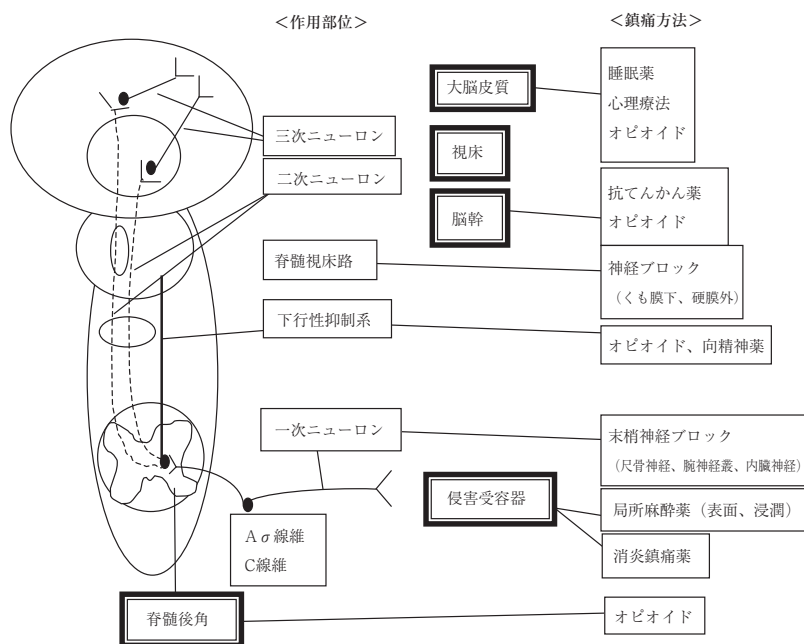 ＜作用部位＞
＜鎮痛方法＞
大脳皮質
睡眠薬
心理療法
オピオイド
三次ニューロン
視床
二次ニューロン
脳幹
抗てんかん薬
オピオイド
脊髄視床路
神経ブロック
（くも膜下、硬膜外）
下行性抑制系
オピオイド、向精神薬
一次ニューロン
末梢神経ブロック
（尺骨神経、腕神経叢、内臓神経）
侵害受容器
局所麻酔薬（表面、浸潤）
Aσ線維
C線維
消炎鎮痛薬
脊髄後角
オピオイド